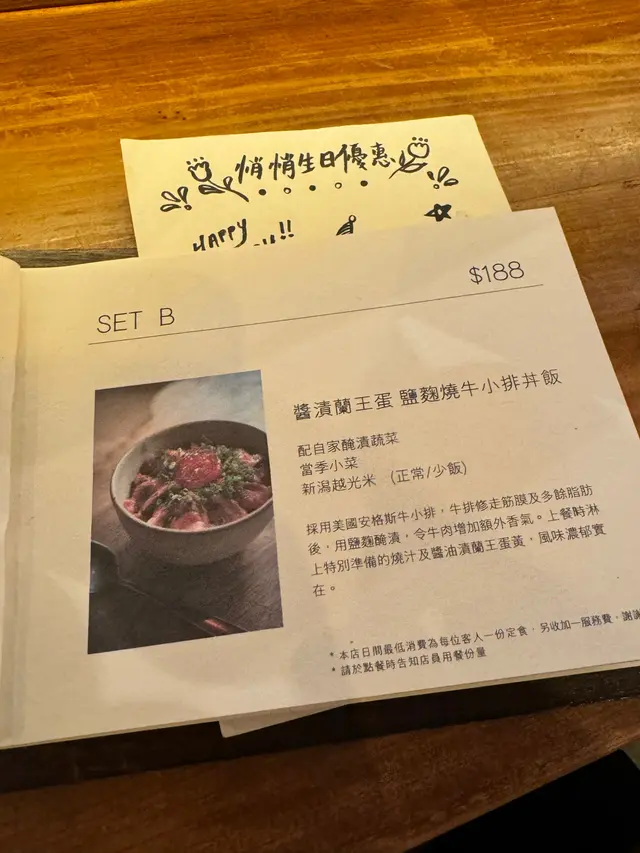 悄悄生日優惠
HAPPY
!!
SET B
$188
醬漬蘭王蛋 鹽麴燒牛小排丼飯
配自家醃漬蔬菜
當季小菜
新潟越光米 (正常/少飯)
採用美國安格斯牛小排，牛排修走筋膜及多餘脂肪
後，用鹽麴醃漬，令牛肉增加額外香氣。上餐時淋
上特別準備的燒汁及醬油漬蘭王蛋黃，風味濃郁實
在。
* 本店日間最低消費為每位客人一份定食，另收加一服務費，謝謝
* 請於點餐時告知店員用餐份量